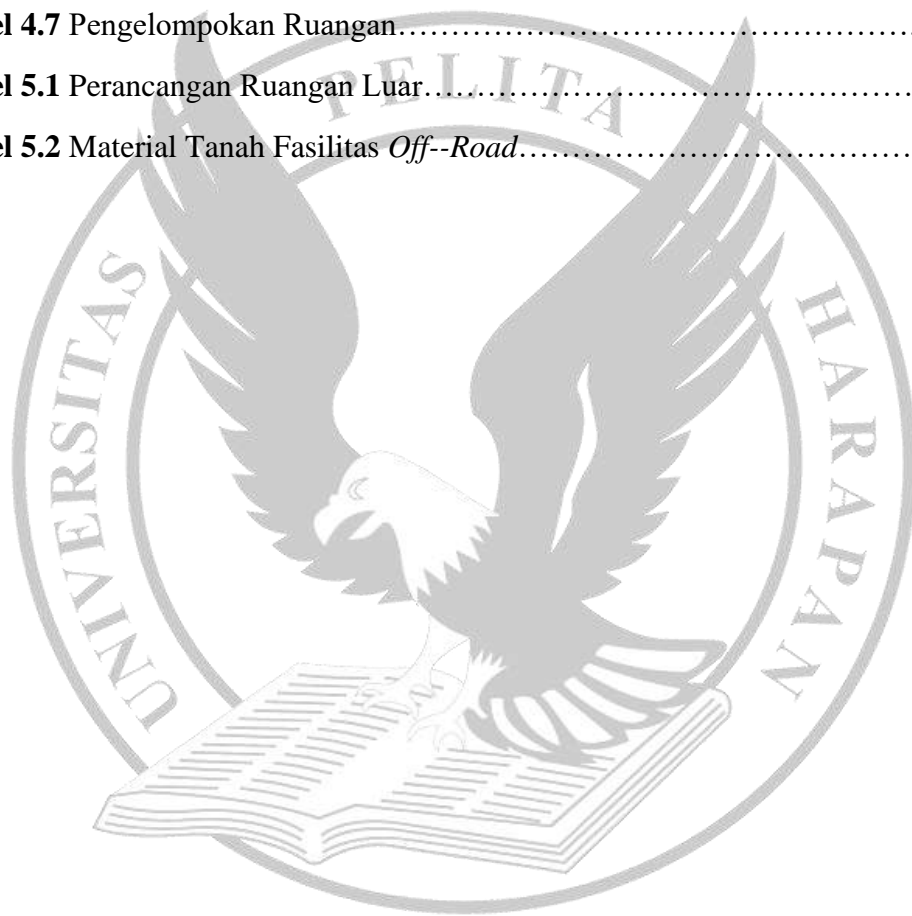 el 4.7 Pengelompokan Ruangan……………………………………………….
el 5.1 Perancangan Ruangan Luar……………………………………………
el 5.2 Material Tanah Fasilitas Off--Road…………………………………
UNIVERSITAS PELITA HARAPAN